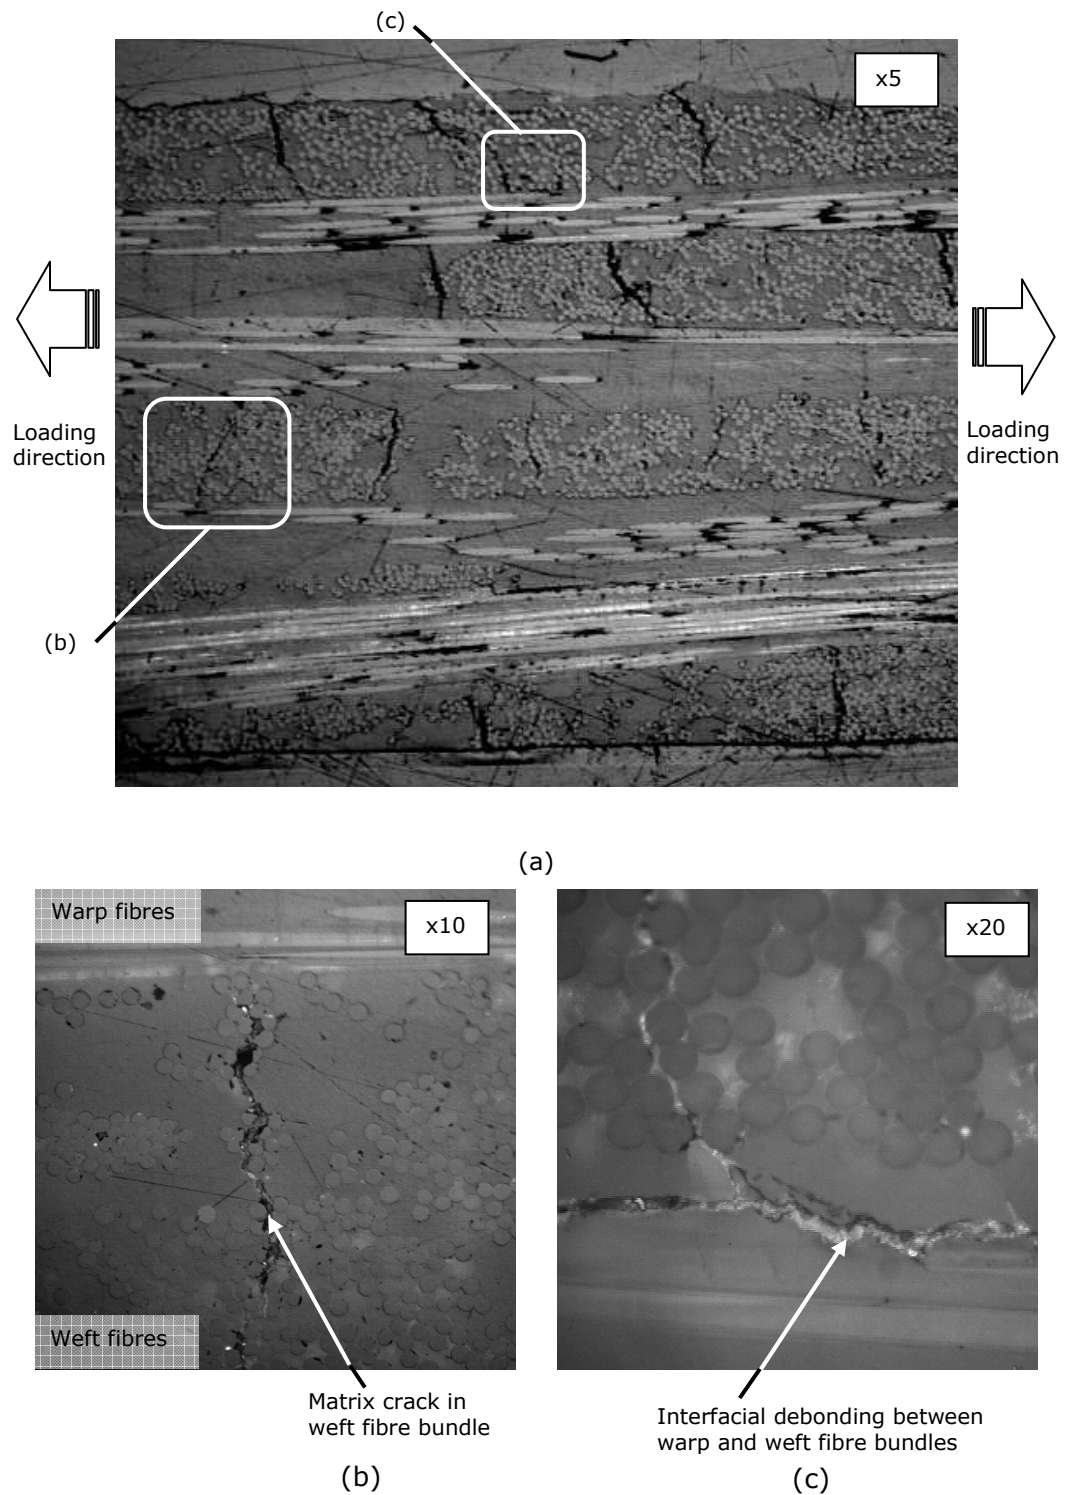 (c)
x5
Loading
direction
Loading
direction
(b)
(a)
Warp fibres
x10
x20
Weft fibres
Matrix crack in
weft fibre bundle
Interfacial debonding between
warp and weft fibre bundles
(b)
(c)